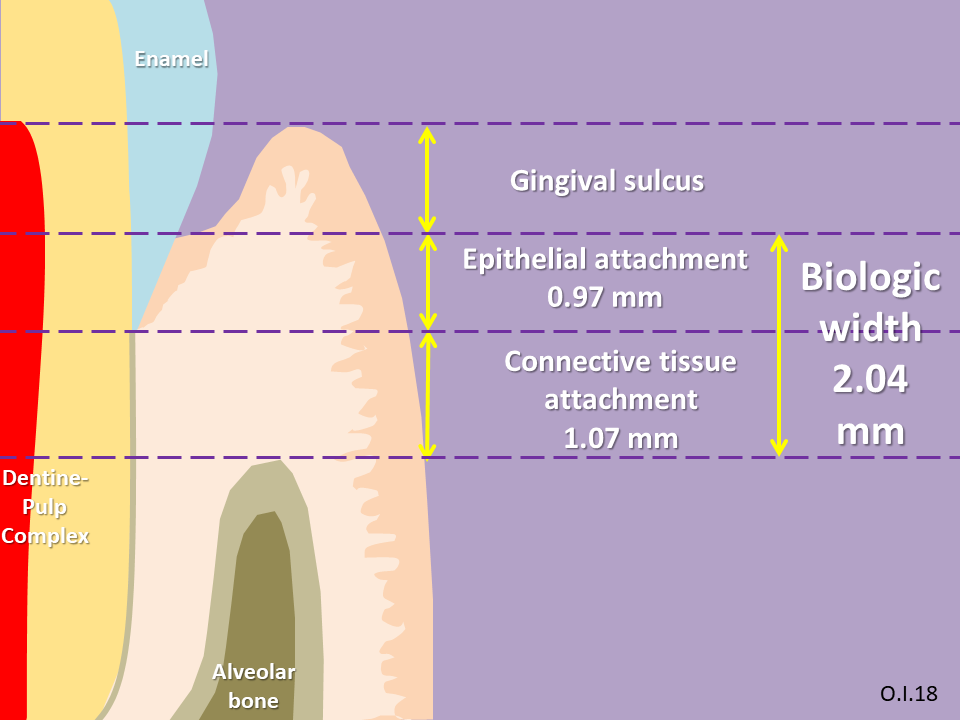 Enamel
Gingival sulcus
Epithelial attachment
0.97 mm
Biologic
width
2.04
mm
Connective tissue
attachment
1.07 mm
Dentine-
Pulp
Complex
Alveolar
bone
O.I.18